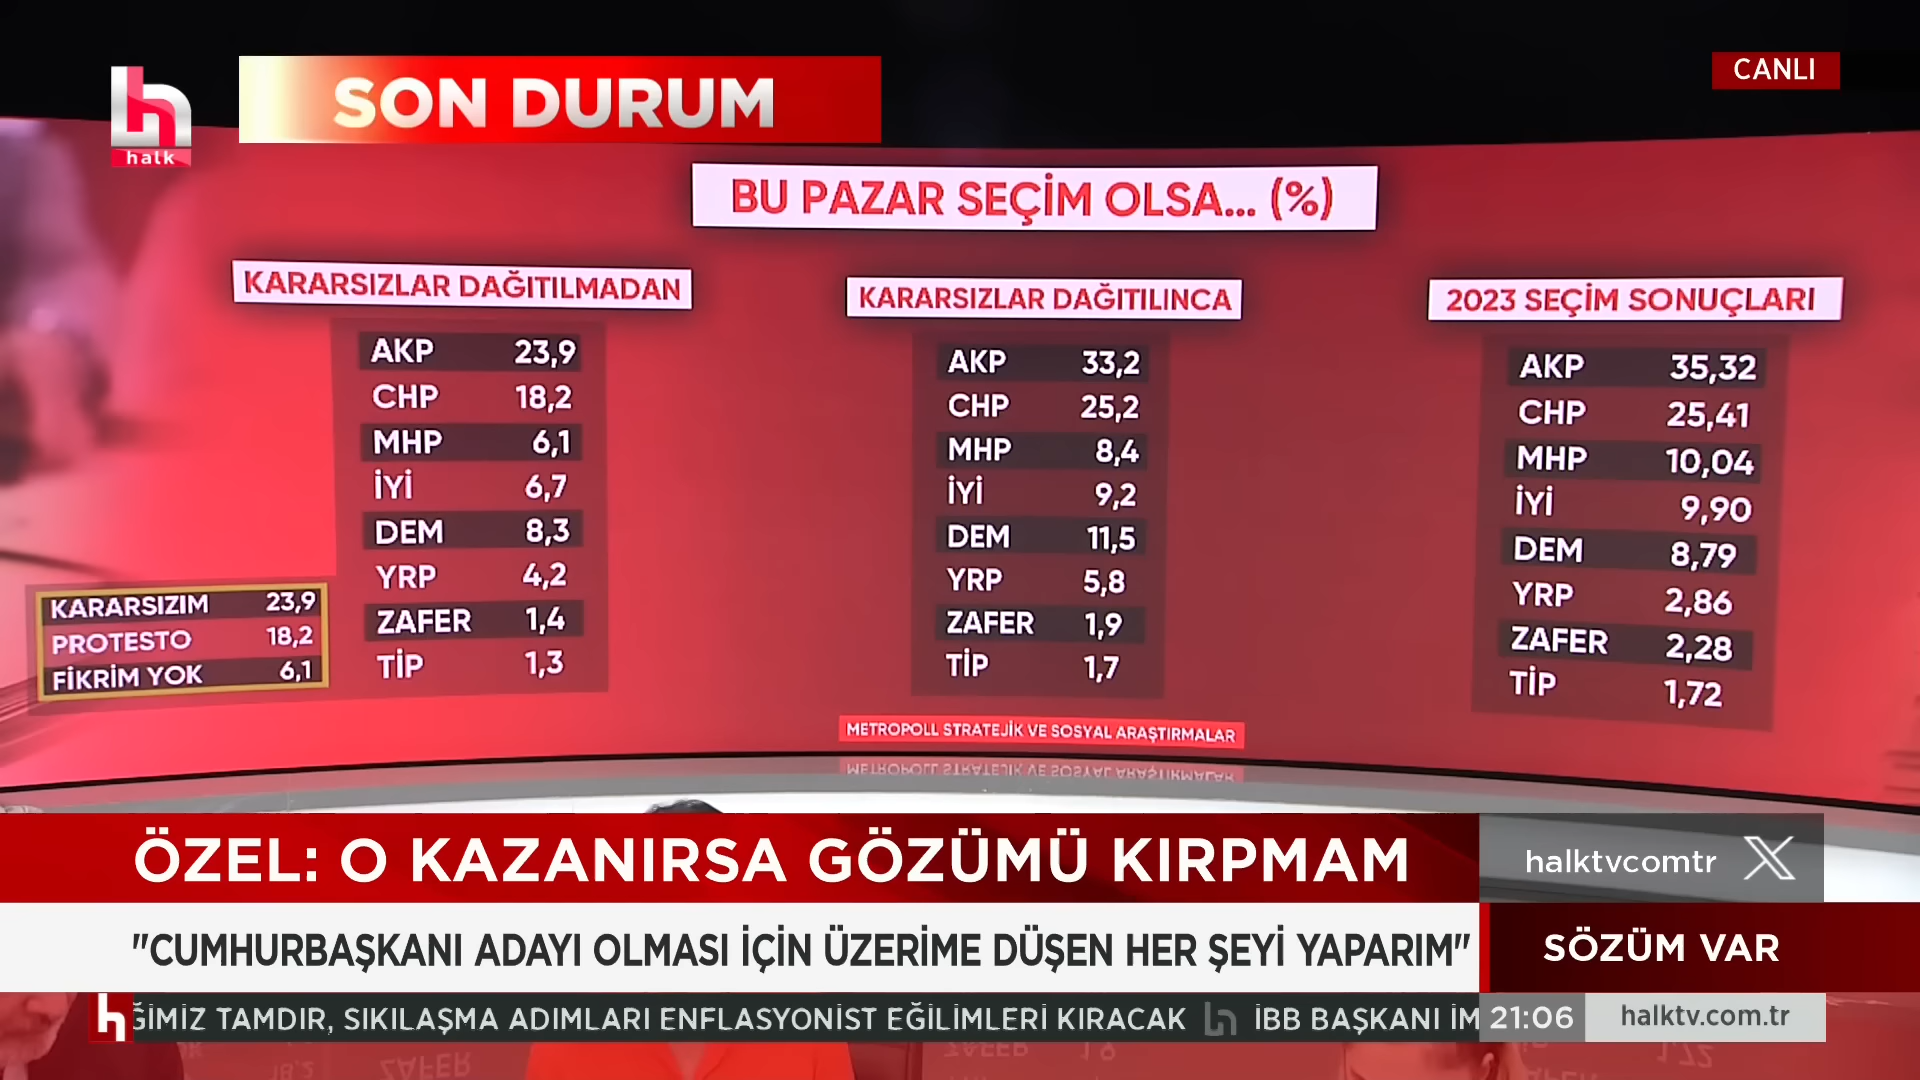 halk
SON DURUM
CANLI
BU PAZAR SEÇİM OLSA... (%)
KARARSIZLAR DAĞITILMADAN
AKP 23,9
CHP 18,2
MHP 6,1
İYİ 6,7
DEM 8,3
YRP 4,2
ZAFER 1,4
TİP 1,3
KARARSIZIM 23,9
PROTESTO 18,2
FİKRİM YOK 6,1
KARARSIZLAR DAĞITILINCA
AKP 33,2
CHP 25,2
MHP 8,4
İYİ 9,2
DEM 11,5
YRP 5,8
ZAFER 1,9
TİP 1,7
2023 SEÇİM SONUÇLARI
AKP 35,32
CHP 25,41
MHP 10,04
İYİ 9,90
DEM 8,79
YRP 2,86
ZAFER 2,28
TİP 1,72
METROPOLL STRATEJİK VE SOSYAL ARAŞTIRMALAR
ÖZEL: O KAZANIRSA GÖZÜMÜ KIRPMAM
halktvcomtr X
"CUMHURBAŞKANI ADAYI OLMASI İÇİN ÜZERİME DÜŞEN HER ŞEYİ YAPARIM"
SÖZÜM VAR
ĞİMİZ TAMDIR, SIKILAŞMA ADIMLARI ENFLASYONİST EĞİLİMLERİ KIRACAK İBB BAŞKANI İM
21:06
halktv.com.tr